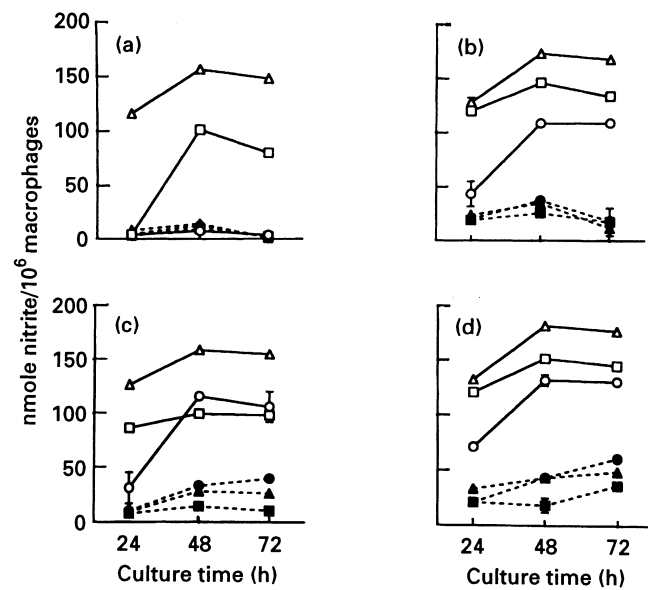 nmole nitrite/10⁶ macrophages
200
150
100
50
0
(a)
(b)
200
150
100
50
0
(c)
(d)
24 48 72
24 48 72
Culture time (h)
Culture time (h)